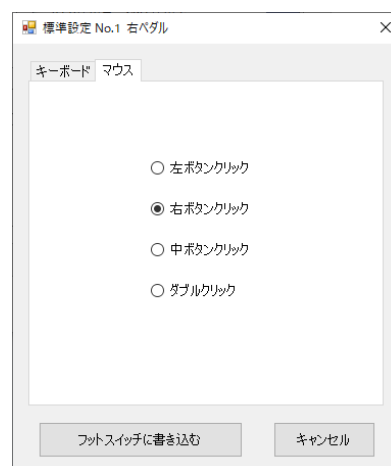 標準設定 No.1 右ペダル
キーボード マウス
左ボタンクリック
右ボタンクリック
中ボタンクリック
ダブルクリック
フットスイッチに書き込む キャンセル